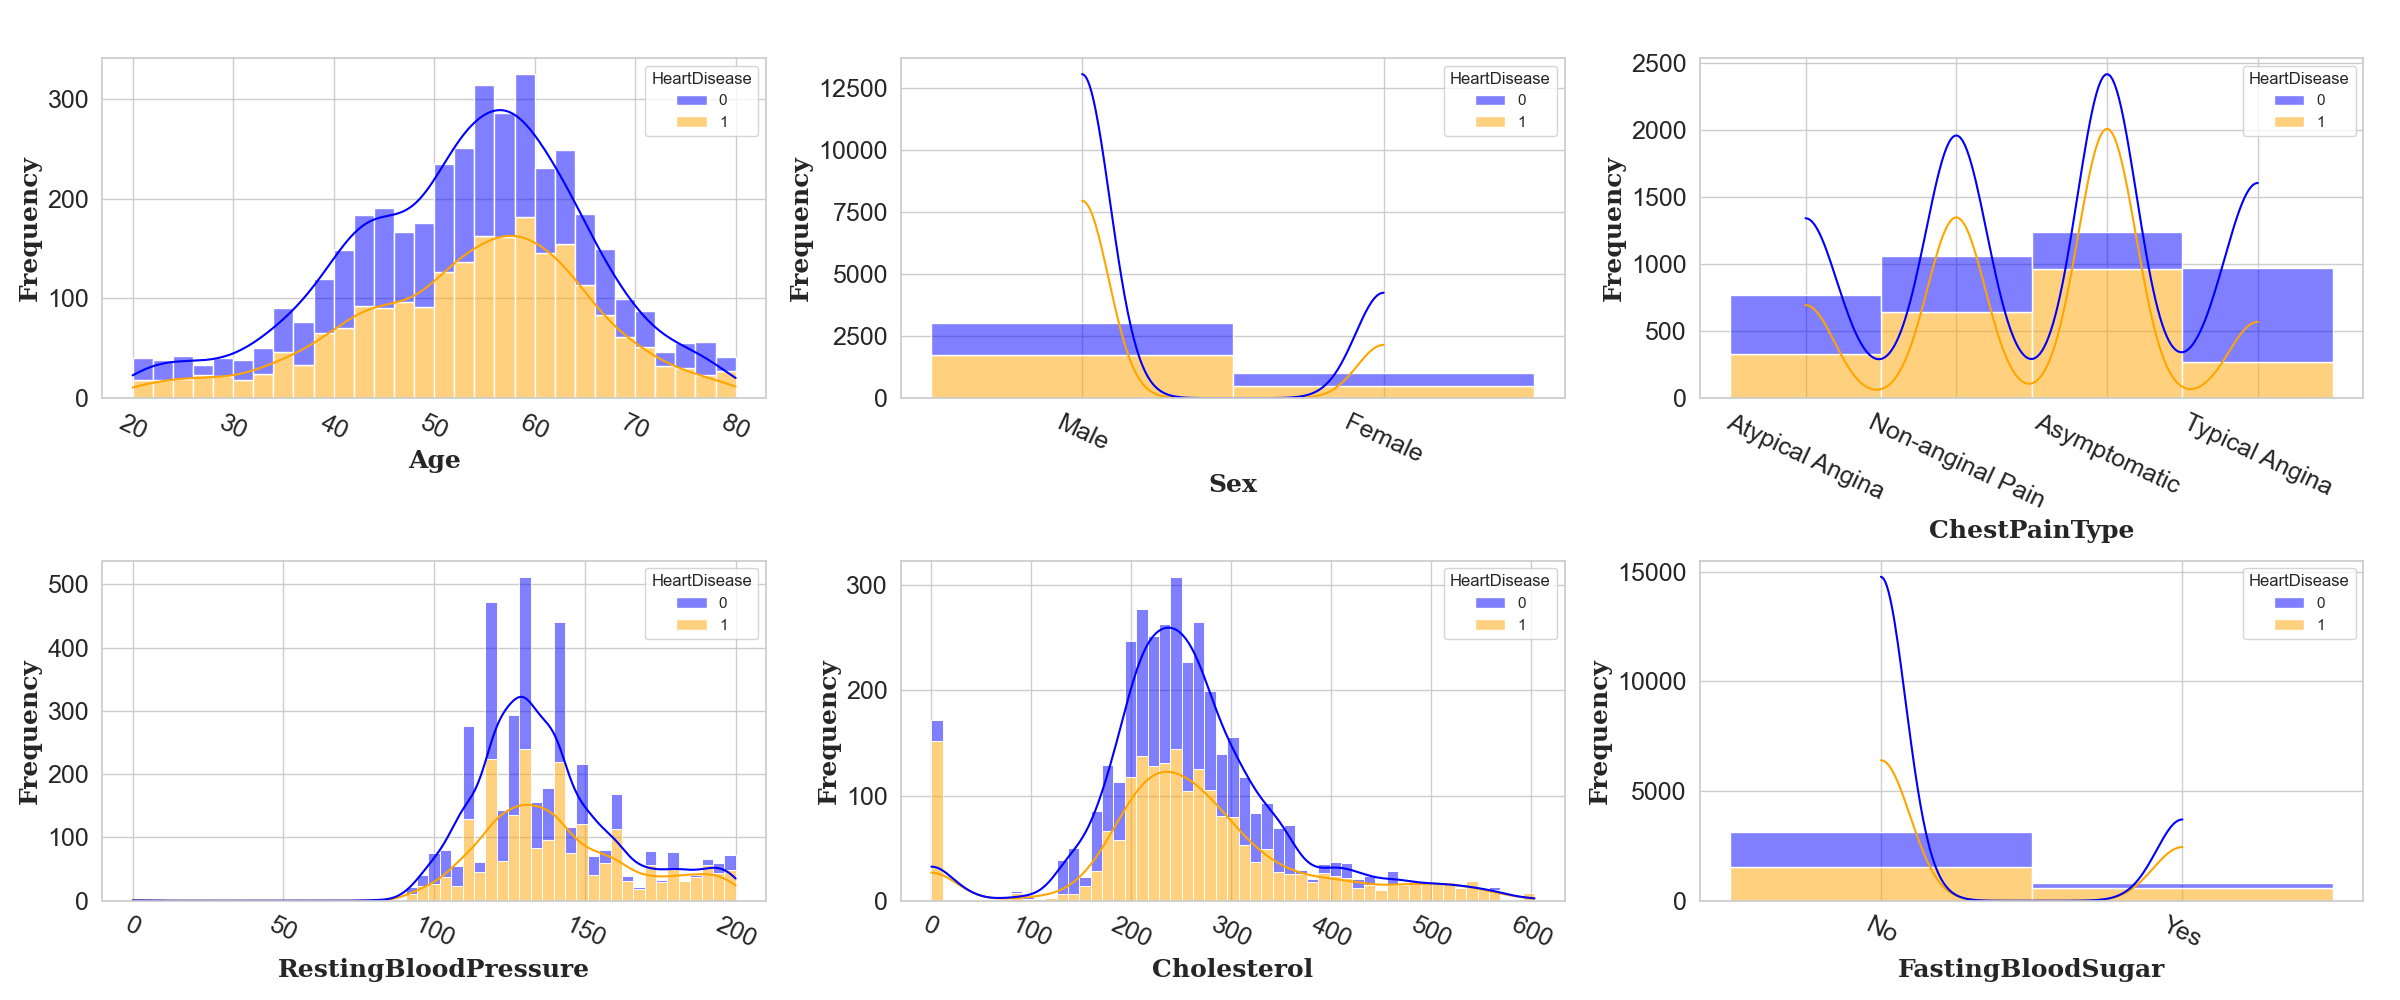 HeartDisease
0
1
300
200
100
0
Frequency
20 30 40 50 60 70 80
Age
HeartDisease
0
1
12500
10000
7500
5000
2500
0
Frequency
Male Female
Sex
HeartDisease
0
1
2500
2000
1500
1000
500
0
Frequency
Atypical Angina Non-anginal Pain Asymptomatic Typical Angina
ChestPainType
HeartDisease
0
1
500
400
300
200
100
0
Frequency
0 50 100 150 200
RestingBloodPressure
HeartDisease
0
1
300
200
100
0
Frequency
0 100 200 300 400 500 600
Cholesterol
HeartDisease
0
1
15000
10000
5000
0
Frequency
No Yes
FastingBloodSugar